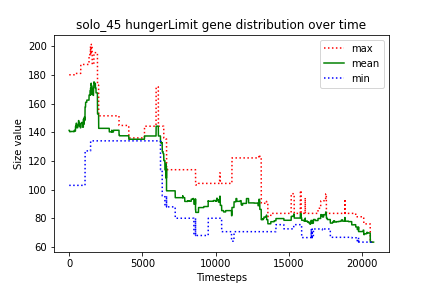 solo_45 hungerLimit gene distribution over time
max
mean
min
Size value
200
180
160
140
120
100
80
60
0
5000
10000
15000
20000
Timesteps